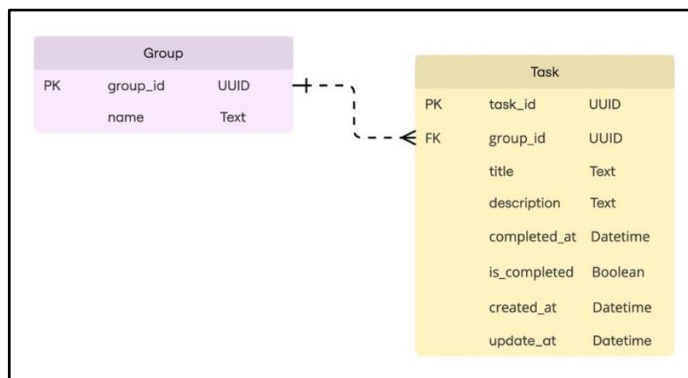 Group
PK group_id UUID
name Text
Task
PK task_id UUID
FK group_id UUID
title Text
description Text
completed_at Datetime
is_completed Boolean
created_at Datetime
update_at Datetime